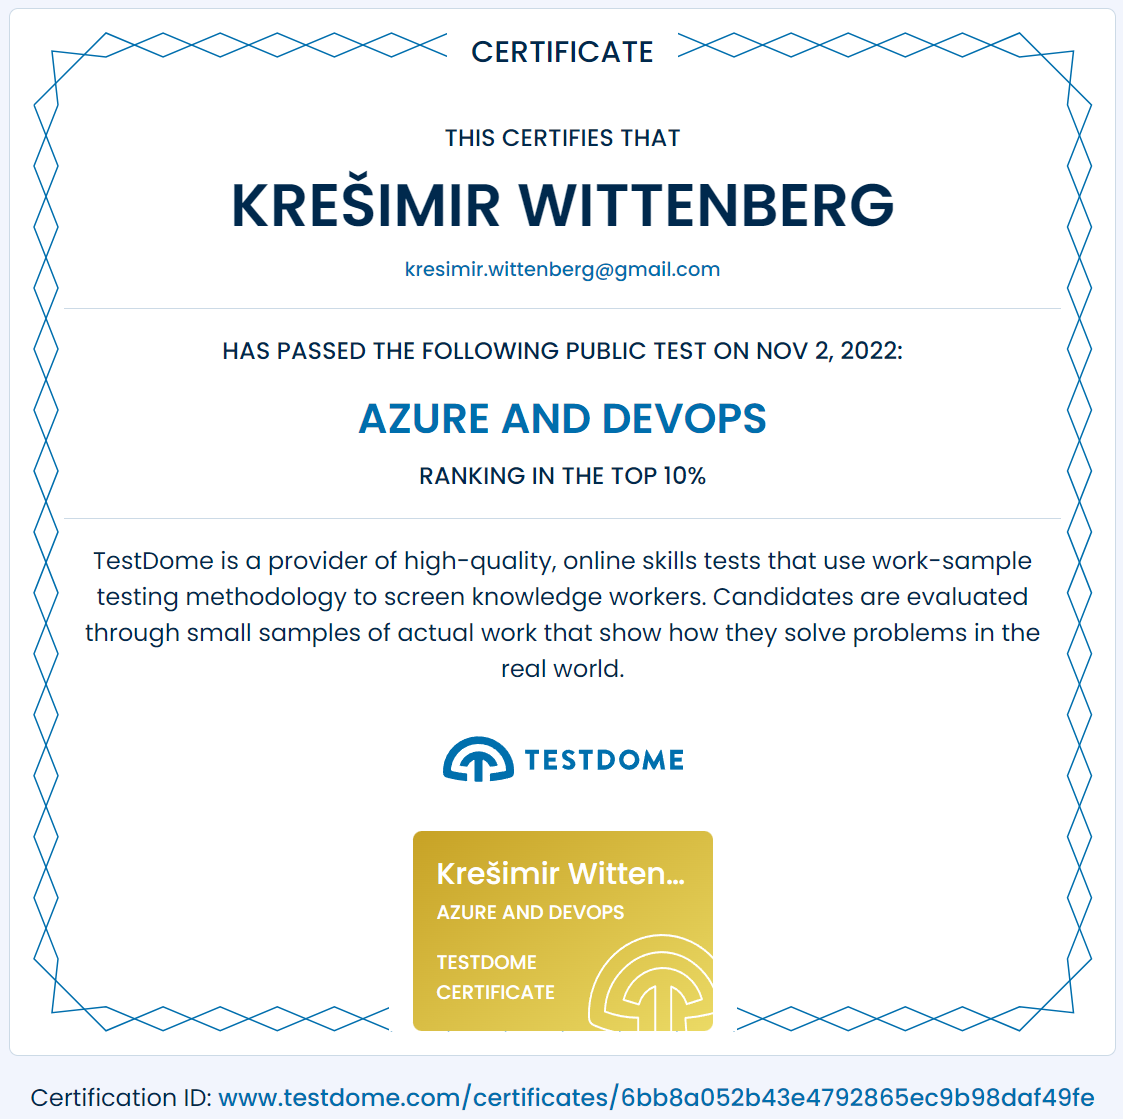 CERTIFICATE
THIS CERTIFIES THAT
KREŠIMIR WITTENBERG
kresimir.wittenberg@gmail.com
HAS PASSED THE FOLLOWING PUBLIC TEST ON NOV 2, 2022:
AZURE AND DEVOPS
RANKING IN THE TOP 10%
TestDome is a provider of high-quality, online skills tests that use work-sample
testing methodology to screen knowledge workers. Candidates are evaluated
through small samples of actual work that show how they solve problems in the
real world.
TESTDOME
Krešimir Witten...
AZURE AND DEVOPS
TESTDOME
CERTIFICATE
Certification ID: www.testdome.com/certificates/6bb8a052b43e4792865ec9b98daf49fe